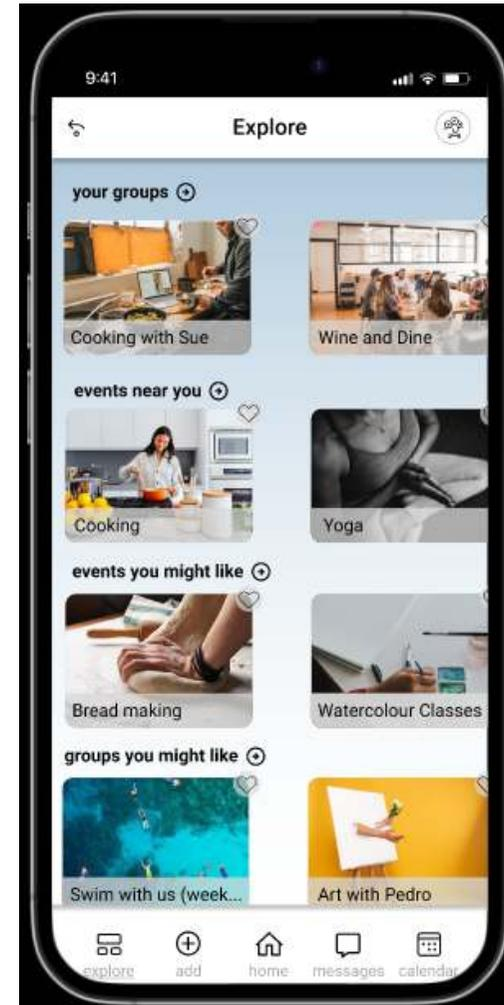 9:41
Explore
your groups
Cooking with Sue
Wine and Dine
events near you
Cooking
Yoga
events you might like
Bread making
Watercolour Classes
groups you might like
Swim with us (week...
Art with Pedro
explore
add
home
messages
calendar